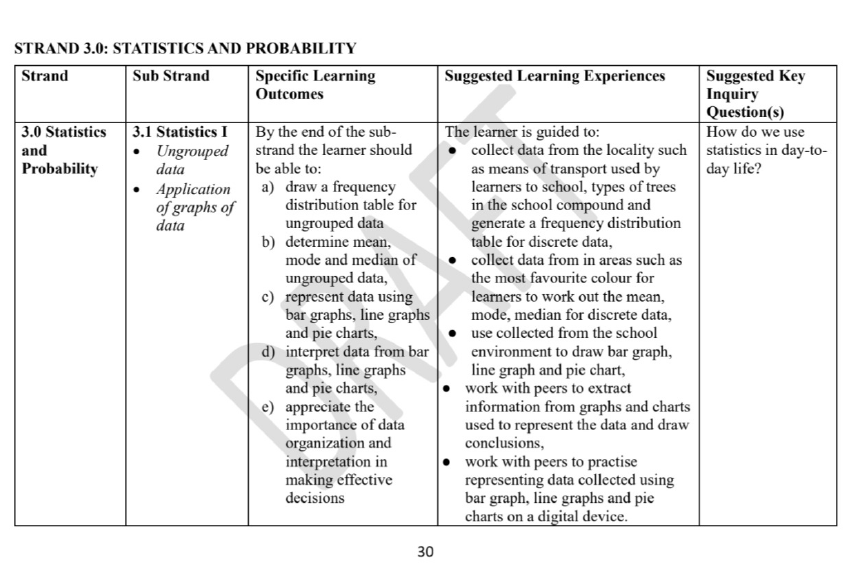 STRAND 3.0: STATISTICS AND PROBABILITY
Strand
Sub Strand
Specific Learning
Outcomes
Suggested Learning Experiences
Suggested Key
Inquiry
Question(s)
3.0 Statistics
and
Probability
3.1 Statistics I
• Ungrouped
data
• Application
of graphs of
data
By the end of the sub-
strand the learner should
be able to:
a) draw a frequency
distribution table for
ungrouped data
b) determine mean,
mode and median of
ungrouped data,
c) represent data using
bar graphs, line graphs
and pie charts,
d) interpret data from bar
graphs, line graphs
and pie charts,
e) appreciate the
importance of data
organization and
interpretation in
making effective
decisions
The learner is guided to:
● collect data from the locality such
as means of transport used by
learners to school, types of trees
in the school compound and
generate a frequency distribution
table for discrete data,
● collect data from in areas such as
the most favourite colour for
learners to work out the mean,
mode, median for discrete data,
● use collected from the school
environment to draw bar graph,
line graph and pie chart,
● work with peers to extract
information from graphs and charts
used to represent the data and draw
conclusions,
● work with peers to practise
representing data collected using
bar graph, line graphs and pie
charts on a digital device.
How do we use
statistics in day-to-
day life?
DRAFT
30